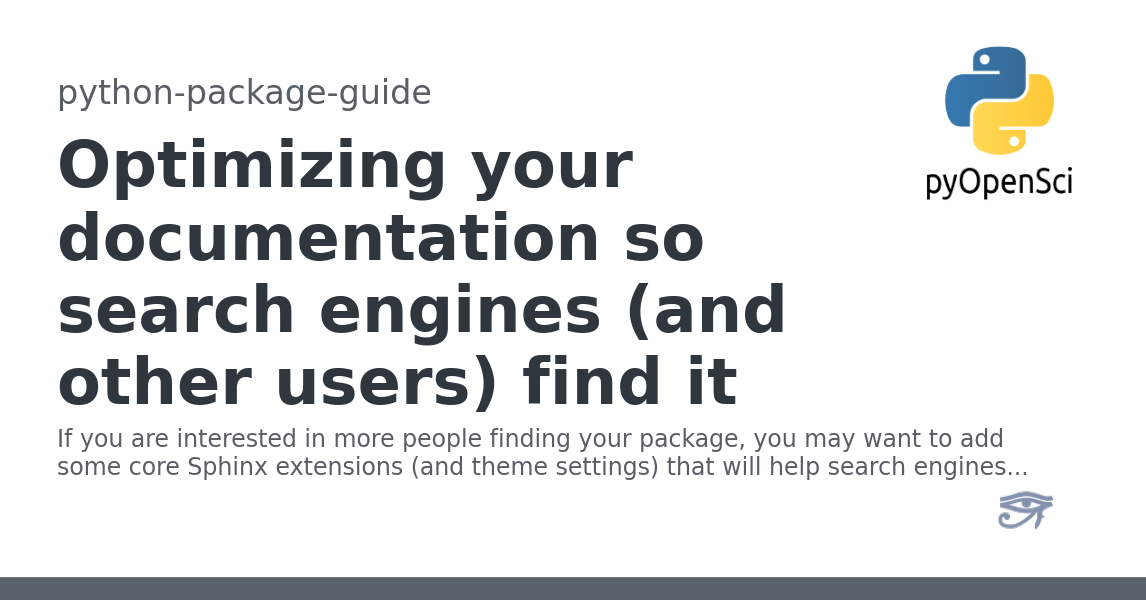 python-package-guide
Optimizing your
documentation so
search engines (and
other users) find it
If you are interested in more people finding your package, you may want to add
some core Sphinx extensions (and theme settings) that will help search engines...
pyOpenSci